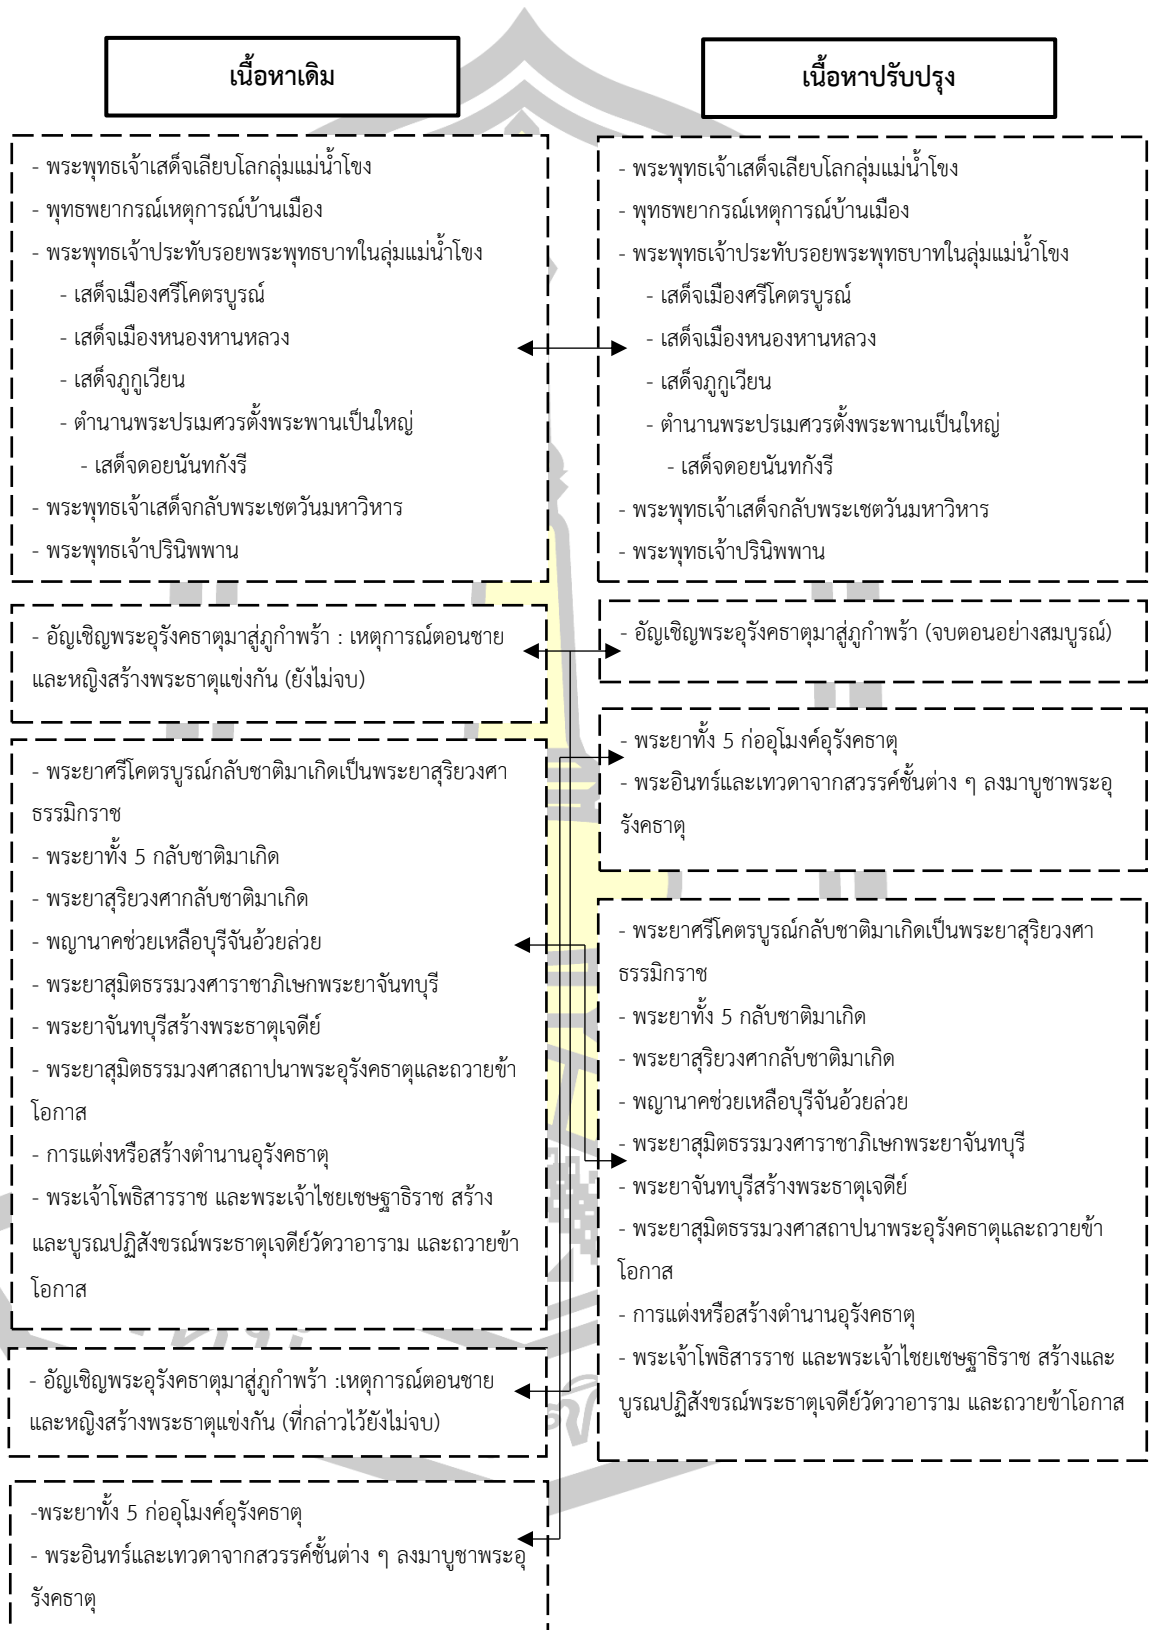 เนื้อหาเดิม
- พระพุทธเจ้าเสด็จเลียบโลกลุ่มแม่น้ำโขง
- พุทธพยากรณ์เหตุการณ์บ้านเมือง
- พระพุทธเจ้าประทับรอยพระพุทธบาทในลุ่มแม่น้ำโขง
- เสด็จเมืองศรีโคตรบูรณ์
- เสด็จเมืองหนองหานหลวง
- เสด็จภูกูเวียน
- ตำนานพระปรเมศวรตั้งพระพานเป็นใหญ่
- เสด็จดอยนันทกังรี
- พระพุทธเจ้าเสด็จกลับพระเชตวันมหาวิหาร
- พระพุทธเจ้าปรินิพพาน
- อัญเชิญพระอุรังคธาตุมาสู่ภูกำพร้า : เหตุการณ์ตอนชาย
และหญิงสร้างพระธาตุแข่งกัน (ยังไม่จบ)
- พระยาศรีโคตรบูรณ์กลับชาติมาเกิดเป็นพระยาสุริยวงศา
ธรรมิกราช
- พระยาทั้ง 5 กลับชาติมาเกิด
- พระยาสุริยวงศากลับชาติมาเกิด
- พญานาคช่วยเหลือบุรีจันอ้วยล่วย
- พระยาสุมิตธรรมวงศาราชาภิเษกพระยาจันทบุรี
- พระยาจันทบุรีสร้างพระธาตุเจดีย์
- พระยาสุมิตธรรมวงศาสถาปนาพระอุรังคธาตุและถวายข้า
โอกาส
- การแต่งหรือสร้างตำนานอุรังคธาตุ
- พระเจ้าโพธิสารราช และพระเจ้าไชยเชษฐาธิราช สร้าง
และบูรณปฏิสังขรณ์พระธาตุเจดีย์วัดวาอาราม และถวายข้า
โอกาส
- อัญเชิญพระอุรังคธาตุมาสู่ภูกำพร้า :เหตุการณ์ตอนชาย
และหญิงสร้างพระธาตุแข่งกัน (ที่กล่าวไว้ยังไม่จบ)
-พระยาทั้ง 5 ก่ออุโมงค์อุรังคธาตุ
- พระอินทร์และเทวดาจากสวรรค์ชั้นต่าง ๆ ลงมาบูชาพระอุ
รังคธาตุ
เนื้อหาปรับปรุง
- พระพุทธเจ้าเสด็จเลียบโลกลุ่มแม่น้ำโขง
- พุทธพยากรณ์เหตุการณ์บ้านเมือง
- พระพุทธเจ้าประทับรอยพระพุทธบาทในลุ่มแม่น้ำโขง
- เสด็จเมืองศรีโคตรบูรณ์
- เสด็จเมืองหนองหานหลวง
- เสด็จภูกูเวียน
- ตำนานพระปรเมศวรตั้งพระพานเป็นใหญ่
- เสด็จดอยนันทกังรี
- พระพุทธเจ้าเสด็จกลับพระเชตวันมหาวิหาร
- พระพุทธเจ้าปรินิพพาน
- อัญเชิญพระอุรังคธาตุมาสู่ภูกำพร้า (จบตอนอย่างสมบูรณ์)
- พระยาทั้ง 5 ก่ออุโมงค์อุรังคธาตุ
- พระอินทร์และเทวดาจากสวรรค์ชั้นต่าง ๆ ลงมาบูชาพระอุ
รังคธาตุ
- พระยาศรีโคตรบูรณ์กลับชาติมาเกิดเป็นพระยาสุริยวงศา
ธรรมิกราช
- พระยาทั้ง 5 กลับชาติมาเกิด
- พระยาสุริยวงศากลับชาติมาเกิด
- พญานาคช่วยเหลือบุรีจันอ้วยล่วย
- พระยาสุมิตธรรมวงศาราชาภิเษกพระยาจันทบุรี
- พระยาจันทบุรีสร้างพระธาตุเจดีย์
- พระยาสุมิตธรรมวงศาสถาปนาพระอุรังคธาตุและถวายข้า
โอกาส
- การแต่งหรือสร้างตำนานอุรังคธาตุ
- พระเจ้าโพธิสารราช และพระเจ้าไชยเชษฐาธิราช สร้างและ
บูรณปฏิสังขรณ์พระธาตุเจดีย์วัดวาอาราม และถวายข้าโอกาส